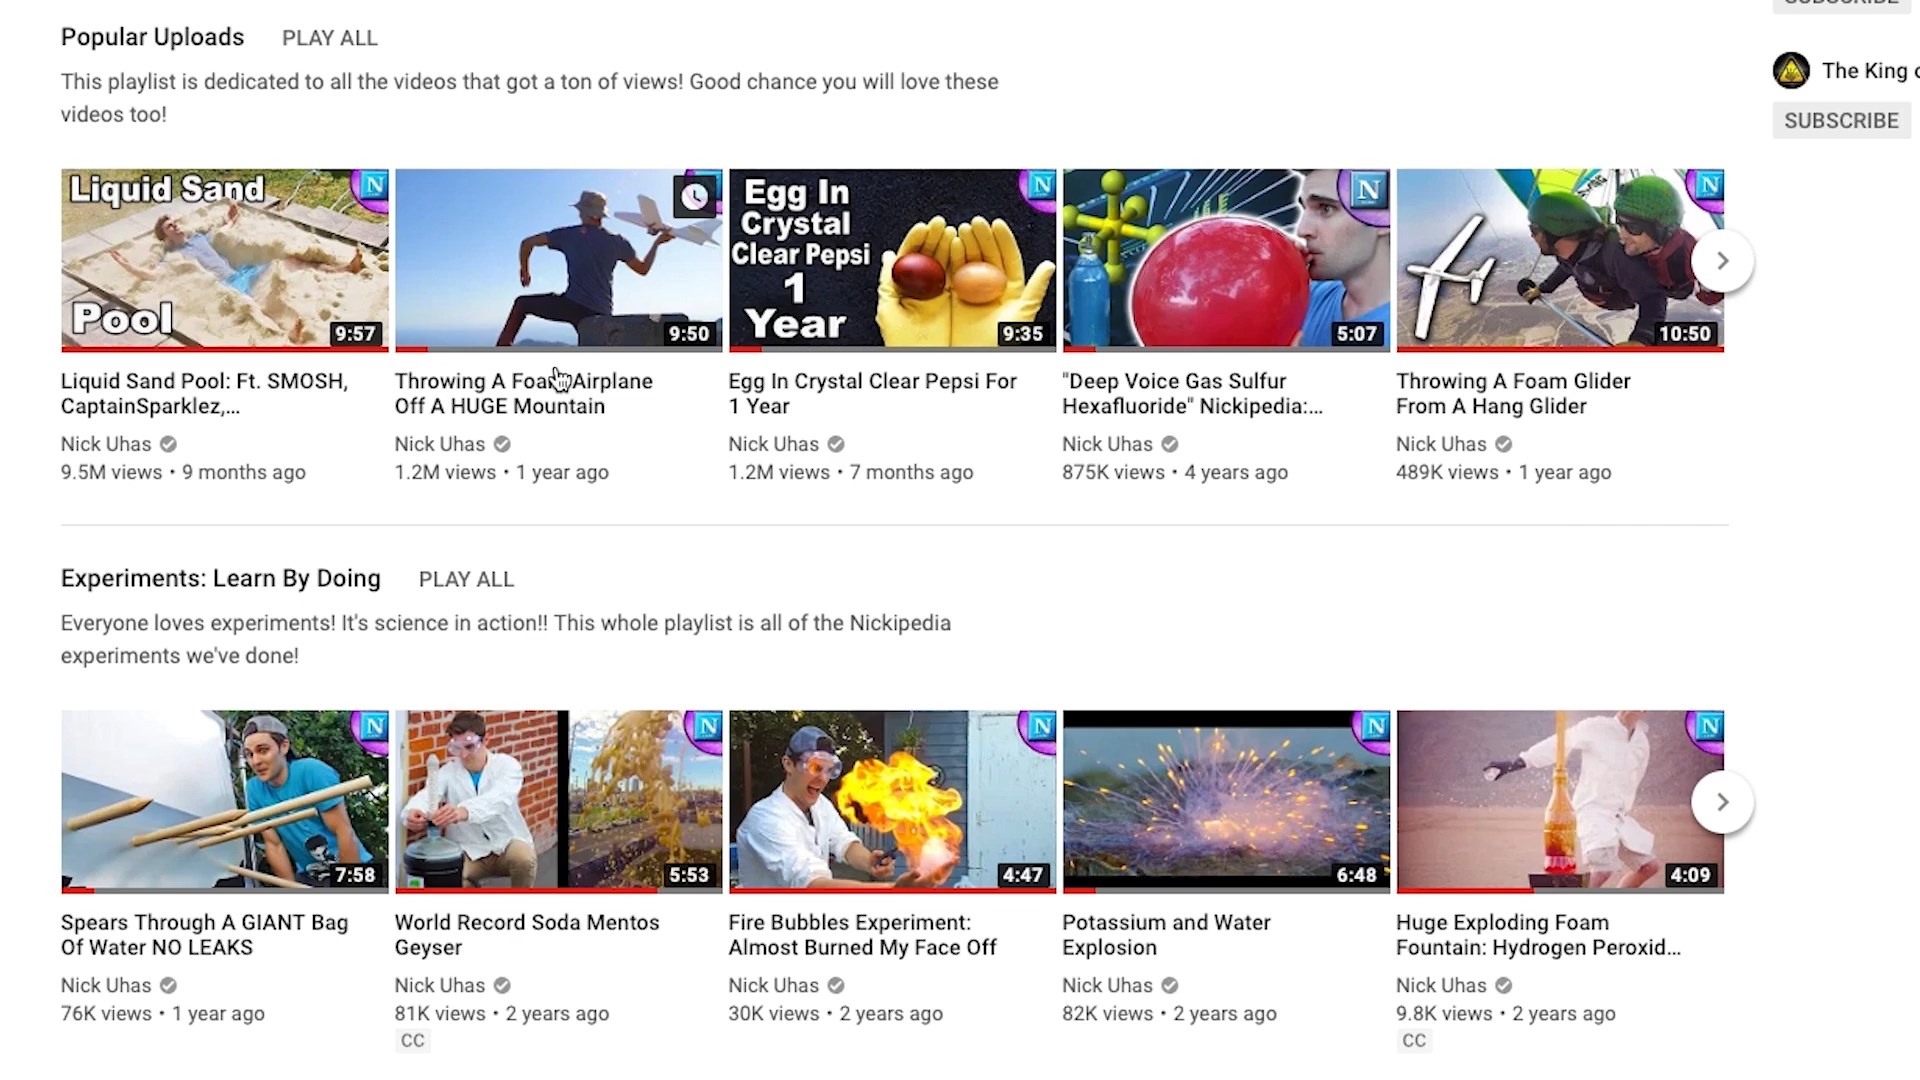 SUBSCRIBE
Popular Uploads PLAY ALL
This playlist is dedicated to all the videos that got a ton of views! Good chance you will love these
videos too!
The King
SUBSCRIBE
Liquid Sand
Pool
N
9:57
9:50
Egg In
Crystal
Clear Pepsi
1
Year
N
9:35
N
5:07
N
10:50
Liquid Sand Pool: Ft. SMOSH,
CaptainSparklez,...
Nick Uhas
9.5M views • 9 months ago
Throwing A Foam Airplane
Off A HUGE Mountain
Nick Uhas
1.2M views • 1 year ago
Egg In Crystal Clear Pepsi For
1 Year
Nick Uhas
1.2M views • 7 months ago
"Deep Voice Gas Sulfur
Hexafluoride" Nickipedia:...
Nick Uhas
875K views • 4 years ago
Throwing A Foam Glider
From A Hang Glider
Nick Uhas
489K views • 1 year ago
Experiments: Learn By Doing PLAY ALL
Everyone loves experiments! It's science in action!! This whole playlist is all of the Nickipedia
experiments we've done!
N
7:58
N
5:53
N
4:47
N
6:48
N
4:09
Spears Through A GIANT Bag
Of Water NO LEAKS
Nick Uhas
76K views • 1 year ago
World Record Soda Mentos
Geyser
Nick Uhas
81K views • 2 years ago
CC
Fire Bubbles Experiment:
Almost Burned My Face Off
Nick Uhas
30K views • 2 years ago
Potassium and Water
Explosion
Nick Uhas
82K views • 2 years ago
Huge Exploding Foam
Fountain: Hydrogen Peroxid...
Nick Uhas
9.8K views • 2 years ago
CC